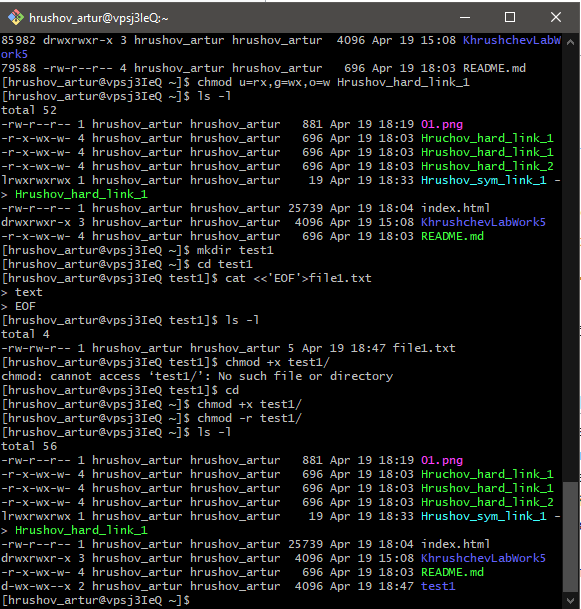 hrushov_artur@vpsj3IeQ:~
85982 drwxrwxr-x 3 hrushov_artur hrushov_artur  4096 Apr 19 15:08 KhrushchevLabW
ork5
79588 -rw-r--r-- 4 hrushov_artur hrushov_artur   696 Apr 19 18:03 README.md
[hrushov_artur@vpsj3IeQ ~]$ chmod u=rx,g=wx,o=w Hrushov_hard_link_1
[hrushov_artur@vpsj3IeQ ~]$ ls -l
total 52
-rw-r--r-- 1 hrushov_artur hrushov_artur   881 Apr 19 18:19 01.png
-r-x-wx-w- 4 hrushov_artur hrushov_artur   696 Apr 19 18:03 Hruchov_hard_link_1
-r-x-wx-w- 4 hrushov_artur hrushov_artur   696 Apr 19 18:03 Hrushov_hard_link_1
-r-x-wx-w- 4 hrushov_artur hrushov_artur   696 Apr 19 18:03 Hrushov_hard_link_2
lrwxrwxrwx 1 hrushov_artur hrushov_artur    19 Apr 19 18:33 Hrushov_sym_link_1 -
> Hrushov_hard_link_1
-rw-r--r-- 1 hrushov_artur hrushov_artur 25739 Apr 19 18:04 index.html
drwxrwxr-x 3 hrushov_artur hrushov_artur  4096 Apr 19 15:08 KhrushchevLabWork5
-r-x-wx-w- 4 hrushov_artur hrushov_artur   696 Apr 19 18:03 README.md
[hrushov_artur@vpsj3IeQ ~]$ mkdir test1
[hrushov_artur@vpsj3IeQ ~]$ cd test1
[hrushov_artur@vpsj3IeQ test1]$ cat <<'EOF'>file1.txt
> text
> EOF
[hrushov_artur@vpsj3IeQ test1]$ ls -l
total 4
-rw-rw-r-- 1 hrushov_artur hrushov_artur 5 Apr 19 18:47 file1.txt
[hrushov_artur@vpsj3IeQ test1]$ chmod +x test1/
chmod: cannot access ‘test1/’: No such file or directory
[hrushov_artur@vpsj3IeQ test1]$ cd
[hrushov_artur@vpsj3IeQ ~]$ chmod +x test1/
[hrushov_artur@vpsj3IeQ ~]$ chmod -r test1/
[hrushov_artur@vpsj3IeQ ~]$ ls -l
total 56
-rw-r--r-- 1 hrushov_artur hrushov_artur   881 Apr 19 18:19 01.png
-r-x-wx-w- 4 hrushov_artur hrushov_artur   696 Apr 19 18:03 Hruchov_hard_link_1
-r-x-wx-w- 4 hrushov_artur hrushov_artur   696 Apr 19 18:03 Hrushov_hard_link_1
-r-x-wx-w- 4 hrushov_artur hrushov_artur   696 Apr 19 18:03 Hrushov_hard_link_2
lrwxrwxrwx 1 hrushov_artur hrushov_artur    19 Apr 19 18:33 Hrushov_sym_link_1 -
> Hrushov_hard_link_1
-rw-r--r-- 1 hrushov_artur hrushov_artur 25739 Apr 19 18:04 index.html
drwxrwxr-x 3 hrushov_artur hrushov_artur  4096 Apr 19 15:08 KhrushchevLabWork5
-r-x-wx-w- 4 hrushov_artur hrushov_artur   696 Apr 19 18:03 README.md
d-wx-wx--x 2 hrushov_artur hrushov_artur  4096 Apr 19 18:47 test1
[hrushov_artur@vpsj3IeQ ~]$